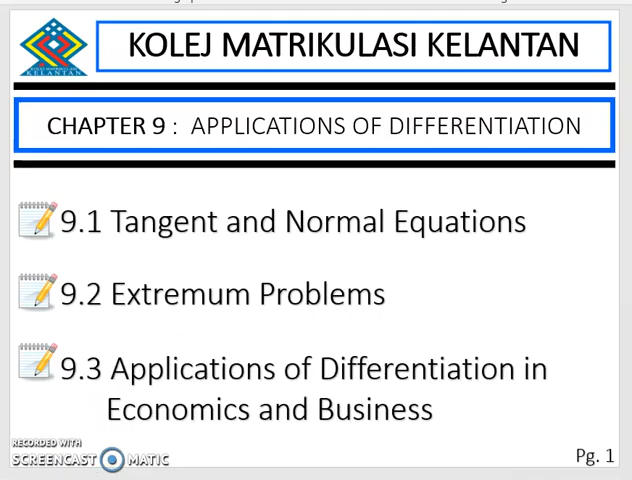 KOLEJ MATRIKULASI KELANTAN
KELANTAN
CHAPTER 9 : APPLICATIONS OF DIFFERENTIATION
9.1 Tangent and Normal Equations
9.2 Extremum Problems
9.3 Applications of Differentiation in
Economics and Business
RECORDED WITH
SCREENCAST MATIC
Pg. 1